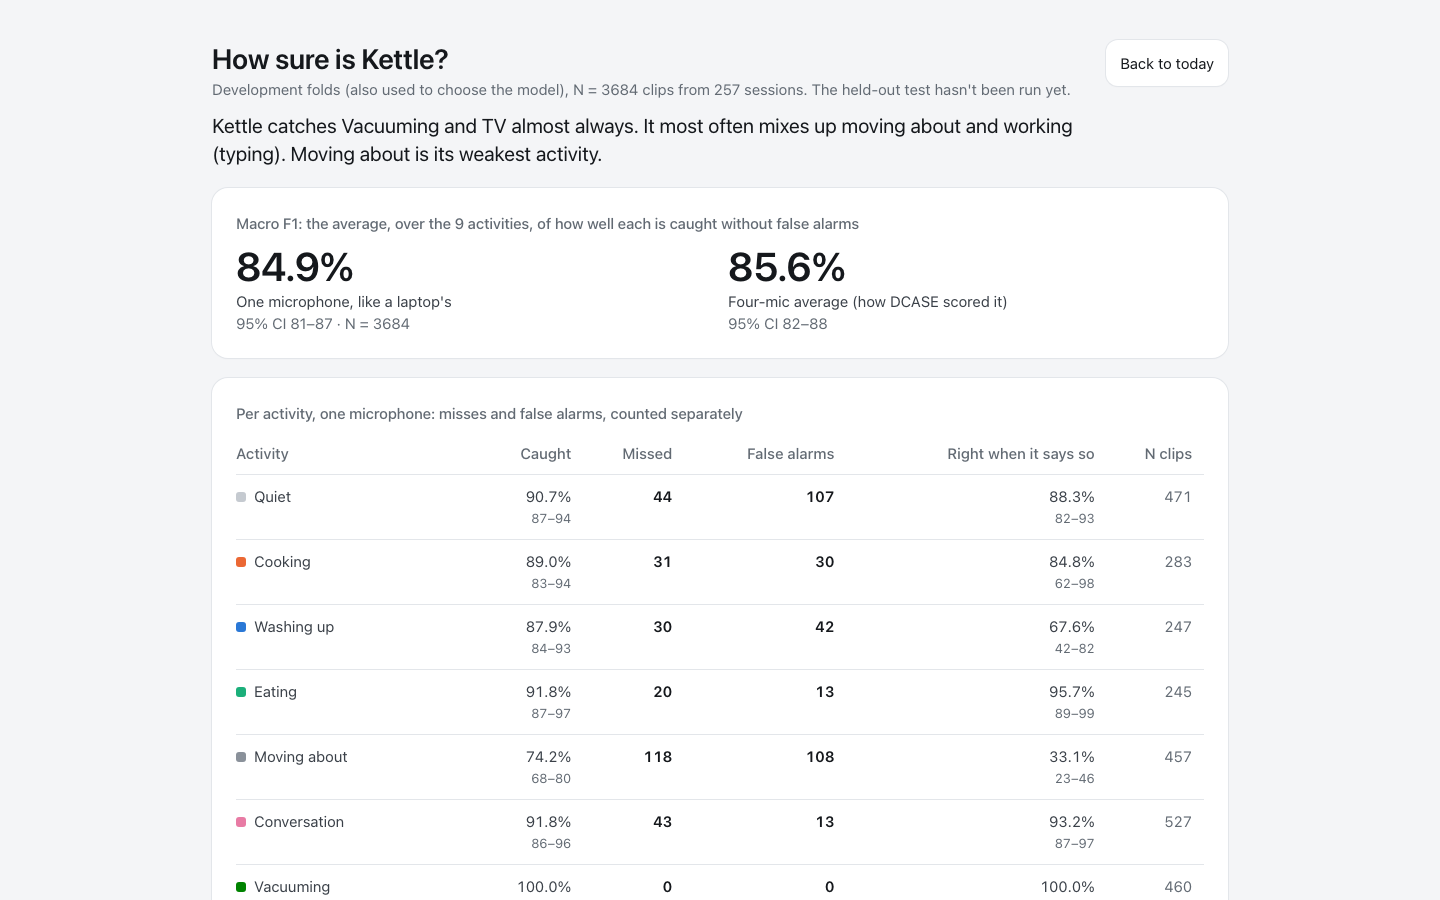 How sure is Kettle?
Back to today
Development folds (also used to choose the model), N = 3684 clips from 257 sessions. The held-out test hasn't been run yet.
Kettle catches Vacuuming and TV almost always. It most often mixes up moving about and working
(typing). Moving about is its weakest activity.
Macro F1: the average, over the 9 activities, of how well each is caught without false alarms
84.9% 85.6%
One microphone, like a laptop's Four-mic average (how DCASE scored it)
95% CI 81–87 · N = 3684 95% CI 82–88
Per activity, one microphone: misses and false alarms, counted separately
Activity Caught Missed False alarms Right when it says so N clips
Quiet 90.7% 44 107 88.3% 471
87–94 82–93
Cooking 89.0% 31 30 84.8% 283
83–94 62–98
Washing up 87.9% 30 42 67.6% 247
84–93 42–82
Eating 91.8% 20 13 95.7% 245
87–97 89–99
Moving about 74.2% 118 108 33.1% 457
68–80 23–46
Conversation 91.8% 43 13 93.2% 527
86–96 87–97
Vacuuming 100.0% 0 0 100.0% 460